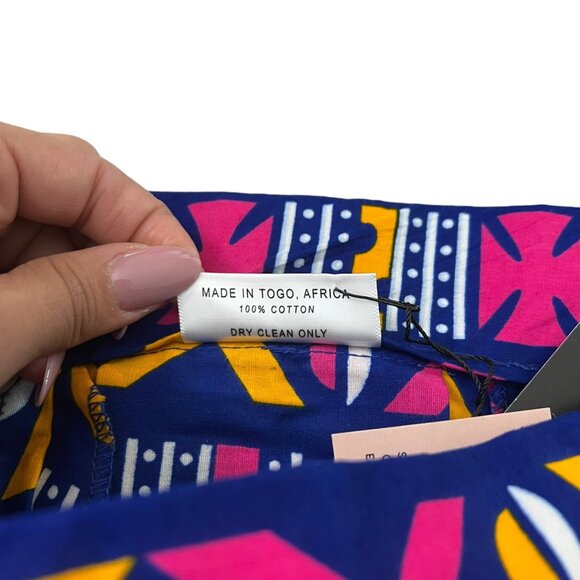 MADE IN TOGO, AFRICA
100% COTTON
DRY CLEAN ONLY